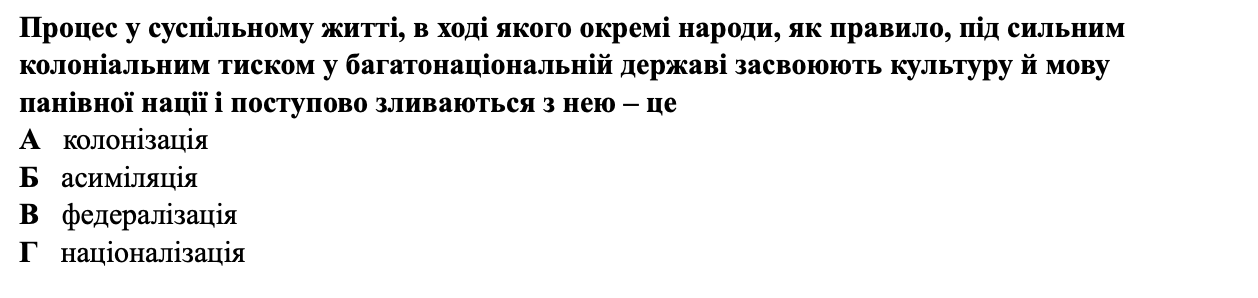 Процес у суспільному житті, в ході якого окремі народи, як правило, під сильним
колоніальним тиском у багатонаціональній державі засвоюють культуру й мову
панівної нації і поступово зливаються з нею – це
А колонізація
Б асиміляція
В федералізація
Г націоналізація